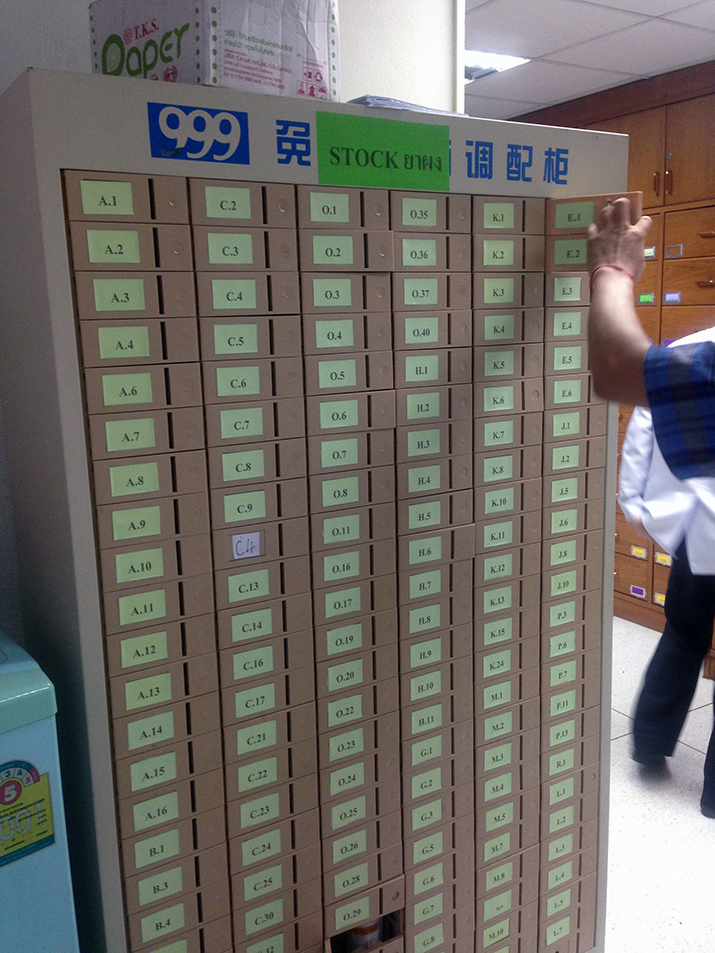 T.K.S.
Paper
999 免 调配柜
STOCK ยาผง
A.1
A.2
A.3
A.4
A.6
A.7
A.8
A.9
A.10
A.11
A.12
A.13
A.14
A.15
A.16
B.1
B.3
B.4
C.2
C.3
C.4
C.5
C.6
C.7
C.8
C.9
C4
C.13
C.14
C.16
C.17
C.21
C.22
C.23
C.24
C.25
C.30
C.32
O.1
O.2
O.3
O.4
O.5
O.6
O.7
O.8
O.11
O.16
O.17
O.19
O.20
O.22
O.23
O.24
O.25
O.26
O.28
O.29
O.35
O.36
O.37
O.40
H.1
H.2
H.3
H.4
H.5
H.6
H.7
H.8
H.9
H.10
H.11
G.1
G.2
G.3
G.5
G.6
G.7
G.8
K.1
K.2
K.3
K.4
K.5
K.6
K.7
K.8
K.10
K.11
K.12
K.13
K.15
K.24
M.1
M.2
M.3
M.4
M.5
M.7
M.8
M.10
E.1
E.2
E.3
E.4
E.5
E.6
J.1
J.2
J.5
J.6
J.8
J.10
P.3
P.6
P.7
P.11
P.13
R.1
L.1
L.2
L.3
L.4
L.5
L.7
5